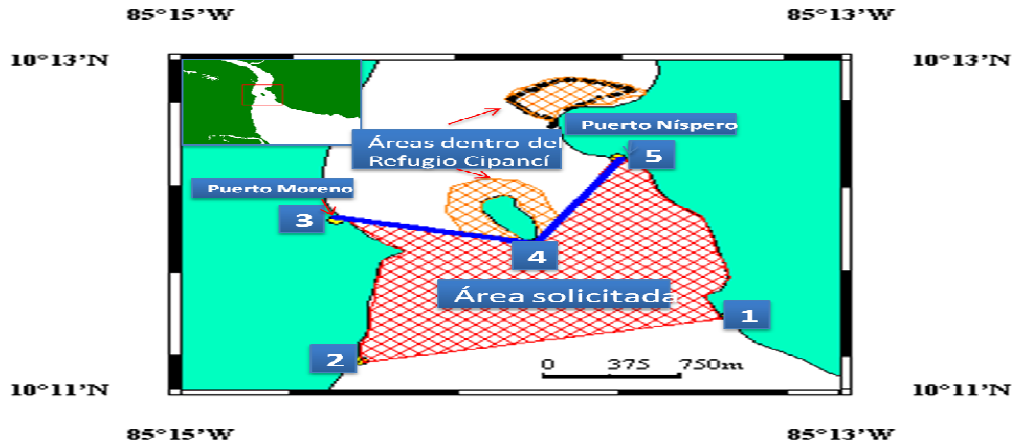 85°15’W
85°13’W
10°13’N
10°13’N
Puerto Níspero
Áreas dentro del
Refugio Cipancí
5
Puerto Moreno
3
4
Área solicitada
1
2
0 375 750m
10°11’N
10°11’N
85°15’W
85°13’W